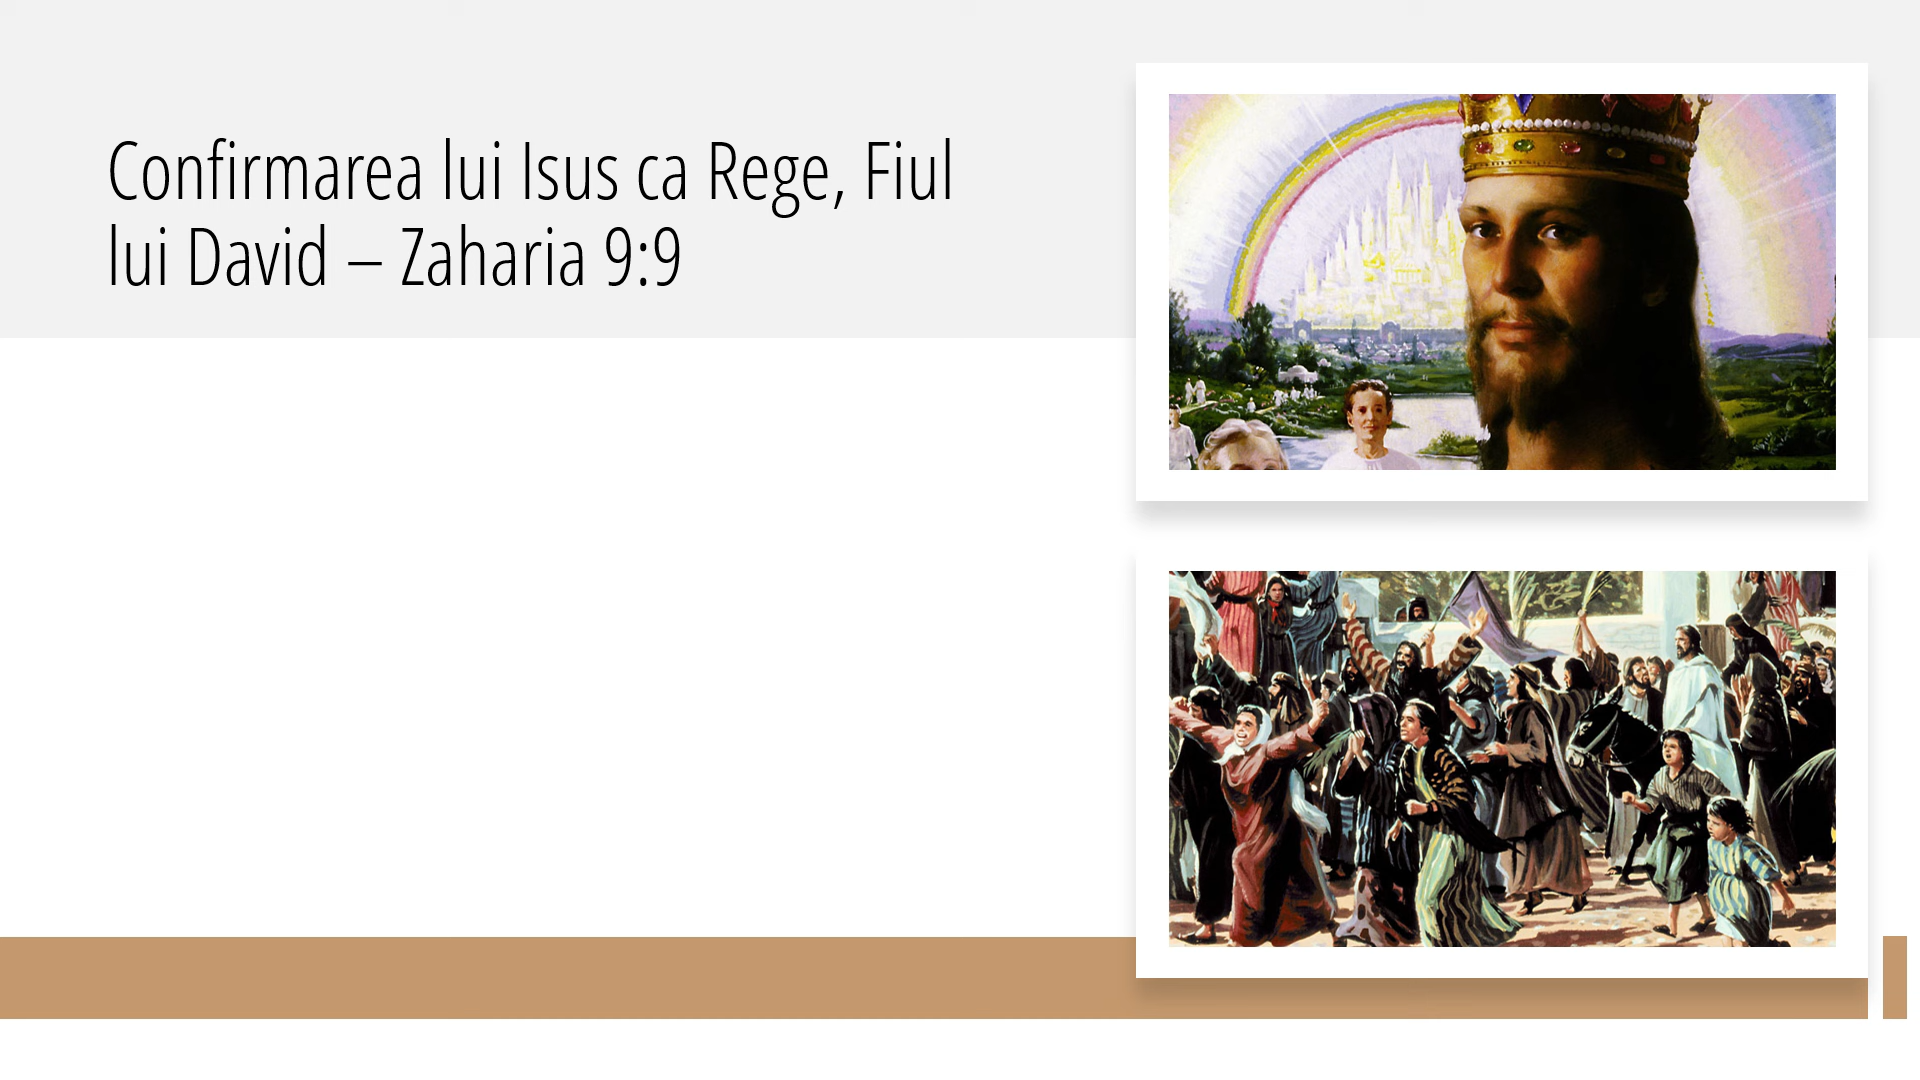 Confirmarea lui Isus ca Rege, Fiul
lui David – Zaharia 9:9